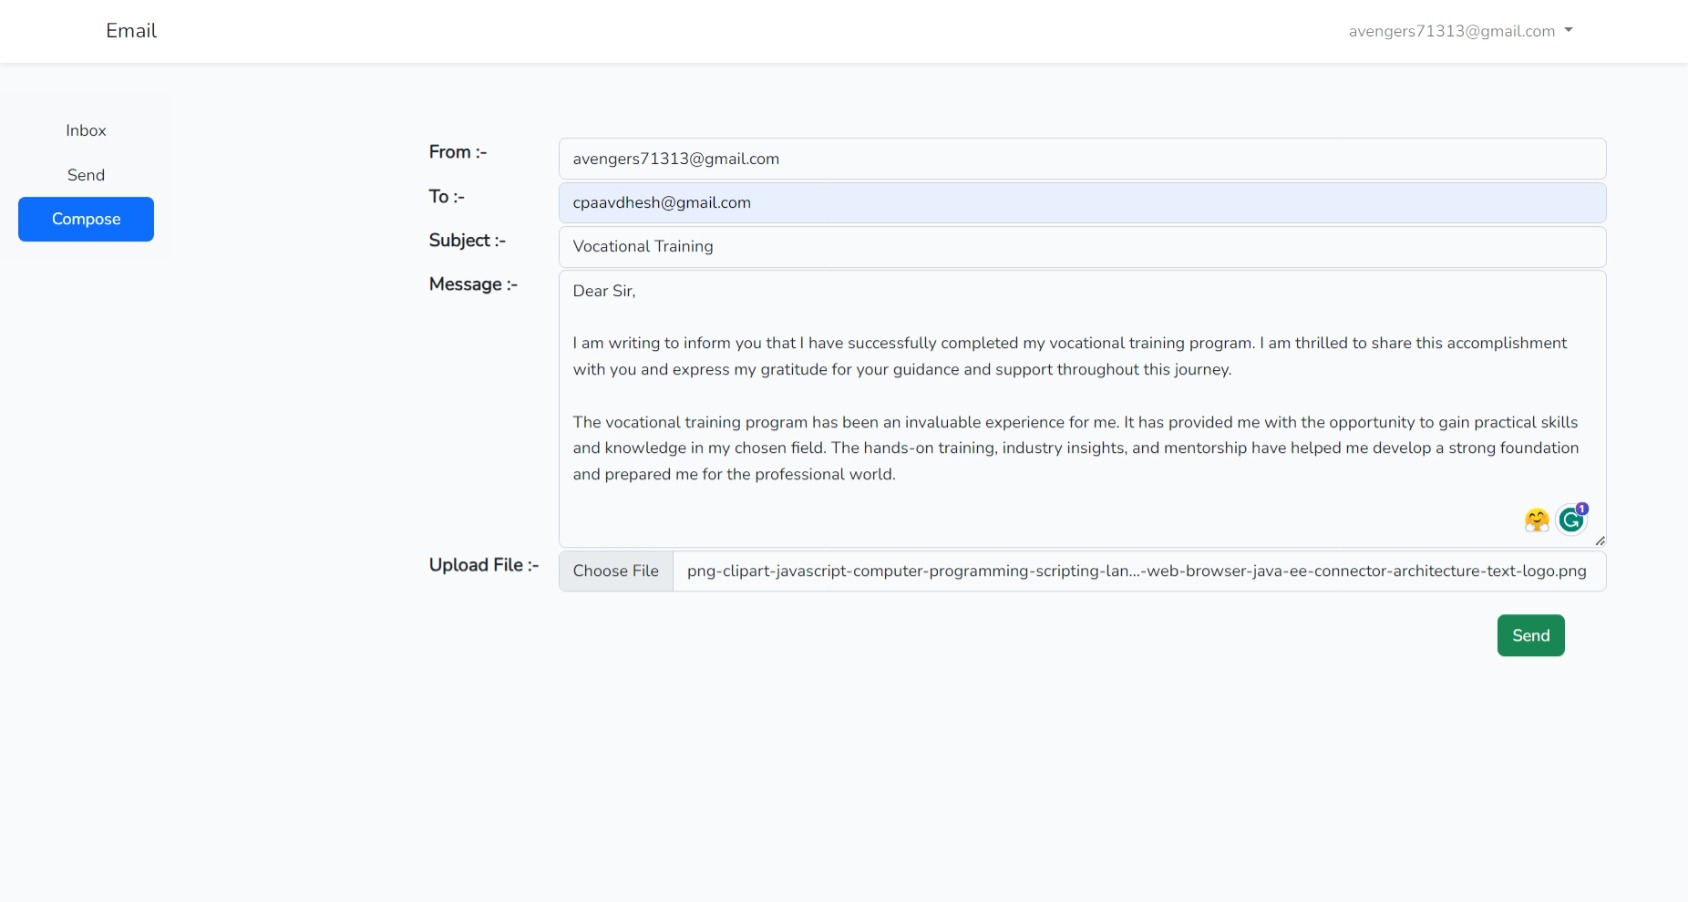 Email
avengers71313@gmail.com
Inbox
Send
Compose
From :-
avengers71313@gmail.com
To :-
cpaavdhesh@gmail.com
Subject :-
Vocational Training
Message :-
Dear Sir,
I am writing to inform you that I have successfully completed my vocational training program. I am thrilled to share this accomplishment
with you and express my gratitude for your guidance and support throughout this journey.
The vocational training program has been an invaluable experience for me. It has provided me with the opportunity to gain practical skills
and knowledge in my chosen field. The hands-on training, industry insights, and mentorship have helped me develop a strong foundation
and prepared me for the professional world.
1
Upload File :-
Choose File
png-clipart-javascript-computer-programming-scripting-lan...-web-browser-java-ee-connector-architecture-text-logo.png
Send